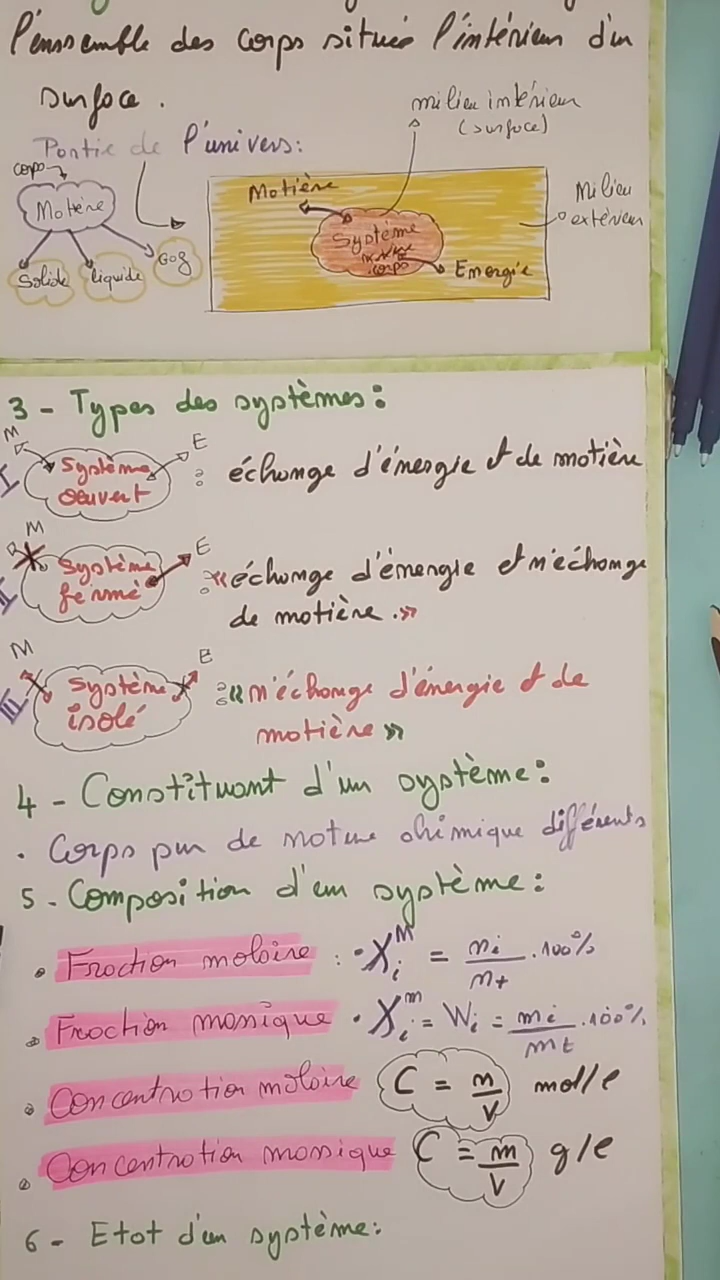 l'enssemble des corps situés l'intérieur d'un
surface.
milieu intérieur
(surface)
Partie de l'univers:
corps
Matière
Solide
liquide
Gaz
Matière
Système
corps
Energie
Milieu
extérieur
3 - Types des systèmes:
M
E
I
Système
ouvert
: échange d'énergie et de matière
M
E
II
Système
fermé
: «échange d'énergie et n'échange
de matière.»
M
E
III
Système
isolé
: «n'échange d'énergie et de
matière»
4 - Constituant d'un système:
• Corps pur de nature chimique différents
5 - Composition d'un système:
• Fraction molaire : • X_i^M = n_i / n_t . 100%
• Fraction massique • X_i^m = W_i = m_i / m_t . 100%
• Concentration molaire C = n / V mol/l
• Concentration massique C = m / V g/l
6 - Etat d'un système: